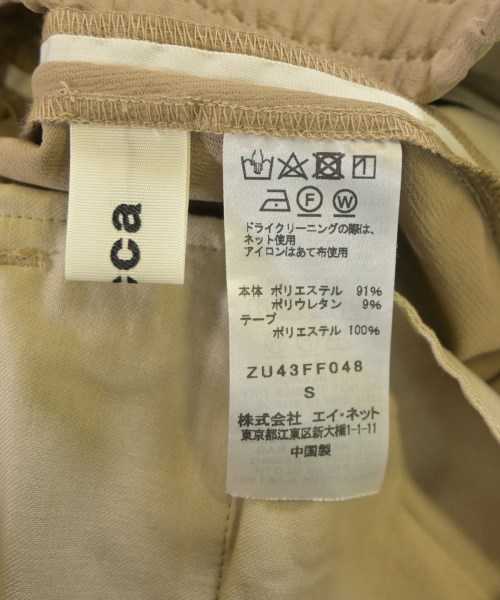 cca
F W
ドライクリーニングの際は、
ネット使用
アイロンはあて布使用
本体 ポリエステル 91%
ポリウレタン 9%
テープ
ポリエステル 100%
ZU43FF048
S
株式会社 エイ・ネット
東京都江東区新大橋1-1-11
中国製